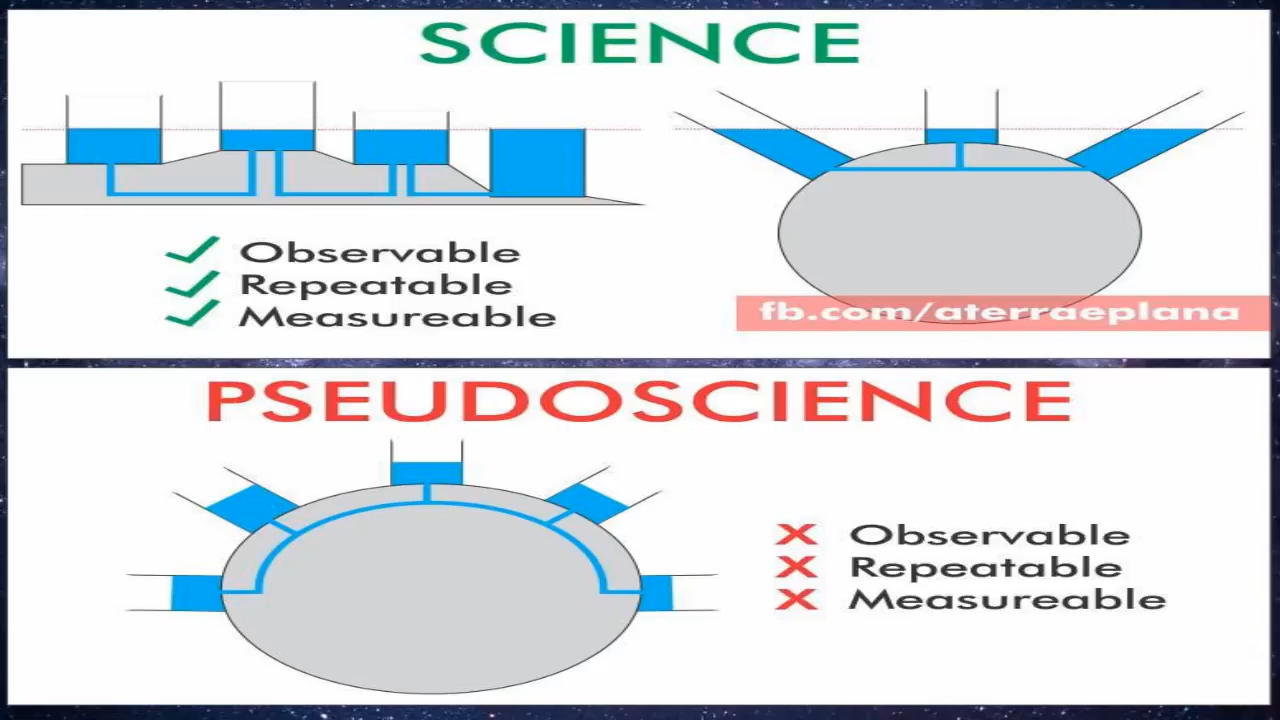 SCIENCE
Observable
Repeatable
Measureable
fb.com/aterraeplana
PSEUDOSCIENCE
X Observable
X Repeatable
X Measureable